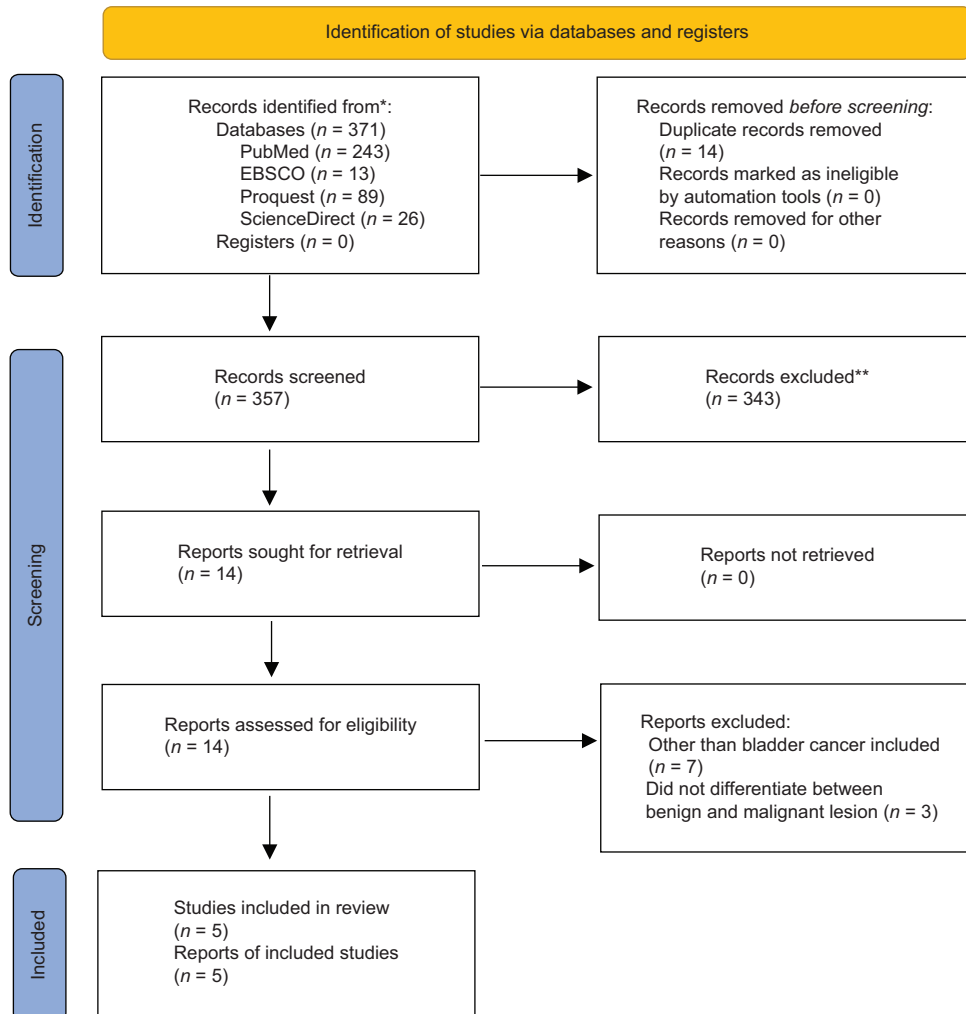 Identification of studies via databases and registers
Identification
Records identified from*:
Databases (n = 371)
PubMed (n = 243)
EBSCO (n = 13)
Proquest (n = 89)
ScienceDirect (n = 26)
Registers (n = 0)
Records removed before screening:
Duplicate records removed
(n = 14)
Records marked as ineligible
by automation tools (n = 0)
Records removed for other
reasons (n = 0)
Screening
Records screened
(n = 357)
Records excluded**
(n = 343)
Reports sought for retrieval
(n = 14)
Reports not retrieved
(n = 0)
Reports assessed for eligibility
(n = 14)
Reports excluded:
Other than bladder cancer included
(n = 7)
Did not differentiate between
benign and malignant lesion (n = 3)
Included
Studies included in review
(n = 5)
Reports of included studies
(n = 5)